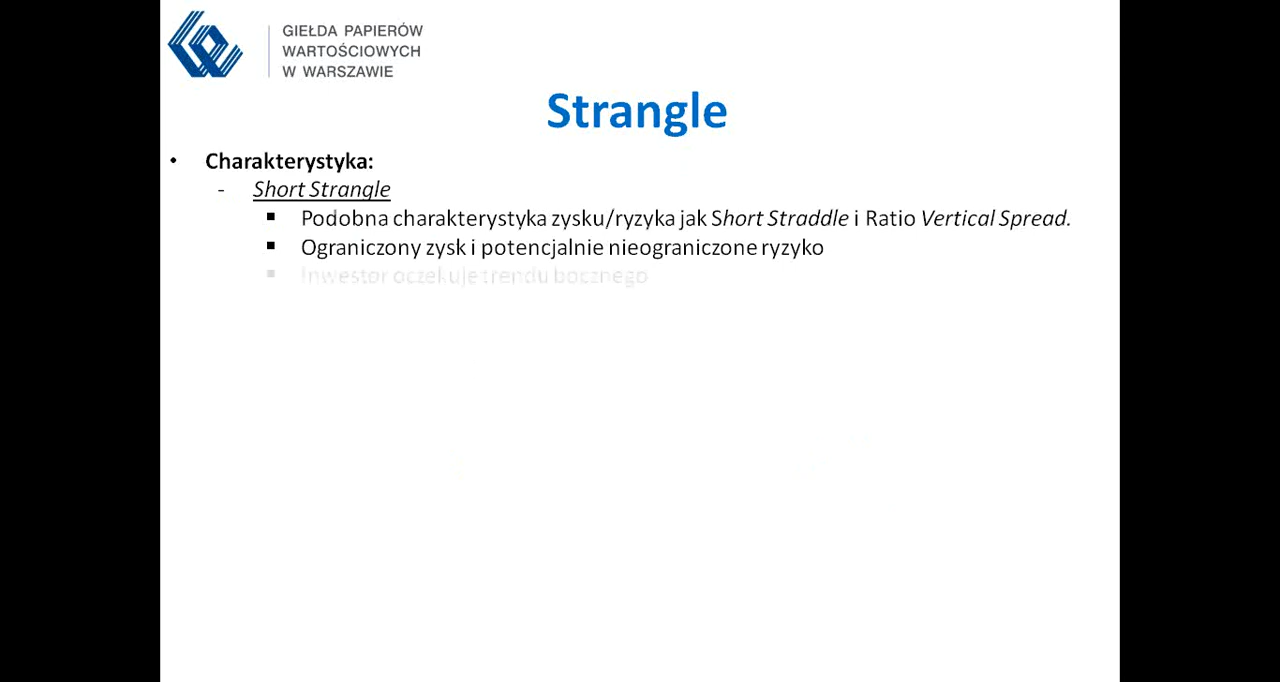 GIEŁDA PAPIERÓW
WARTOŚCIOWYCH
W WARSZAWIE
Strangle
• Charakterystyka:
- Short Strangle
▪ Podobna charakterystyka zysku/ryzyka jak Short Straddle i Ratio Vertical Spread.
▪ Ograniczony zysk i potencjalnie nieograniczone ryzyko
▪ Inwestor oczekuje trendu bocznego